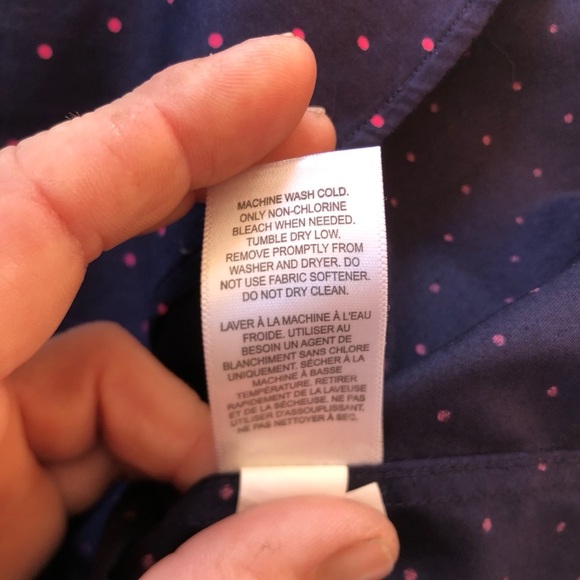 MACHINE WASH COLD.
ONLY NON-CHLORINE
BLEACH WHEN NEEDED.
TUMBLE DRY LOW.
REMOVE PROMPTLY FROM
WASHER AND DRYER. DO
NOT USE FABRIC SOFTENER.
DO NOT DRY CLEAN.
LAVER À LA MACHINE À L'EAU
FROIDE. UTILISER AU
BESOIN UN AGENT DE
BLANCHIMENT SANS CHLORE
UNIQUEMENT. SÉCHER À LA
MACHINE À BASSE
TEMPÉRATURE. RETIRER
RAPIDEMENT DE LA LAVEUSE
ET DE LA SÉCHEUSE. NE PAS
UTILISER D'ASSOUPLISSANT.
NE PAS NETTOYER À SEC.